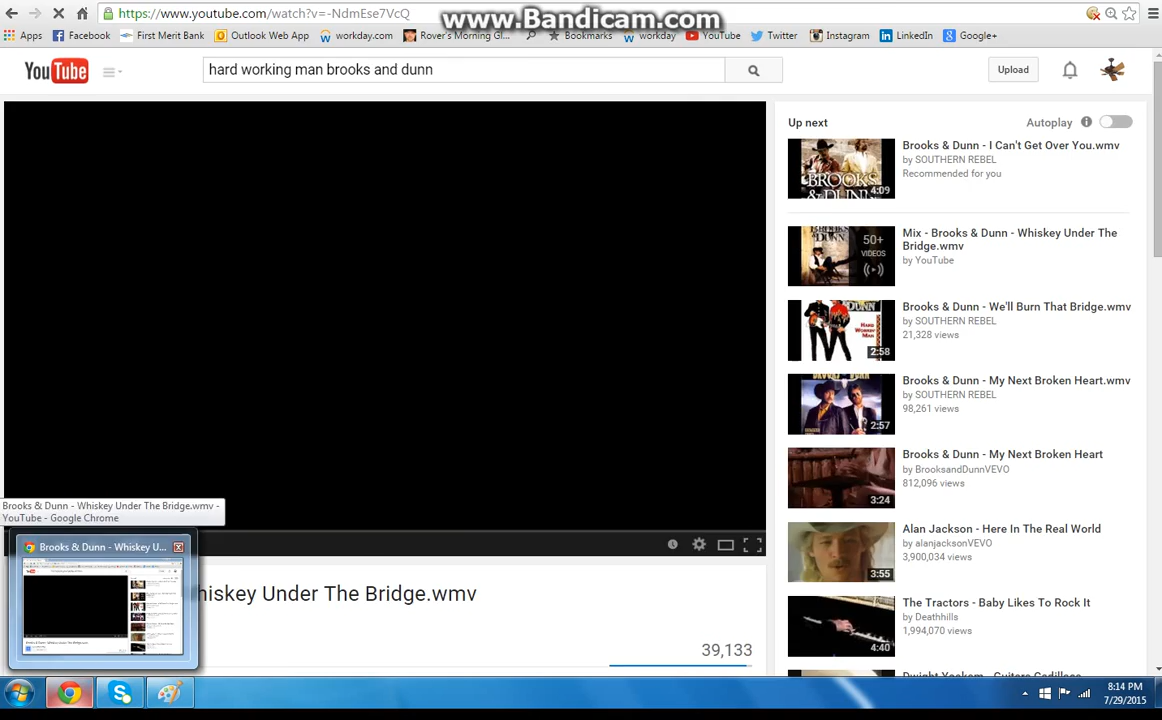 www.Bandicam.com
https://www.youtube.com/watch?v=-NdmEse7VcQ
Apps
Facebook
First Merit Bank
Outlook Web App
workday.com
Rover's Morning Gl...
Bookmarks
workday
YouTube
Twitter
Instagram
LinkedIn
Google+
YouTube
hard working man brooks and dunn
Upload
Up next
Autoplay
Brooks & Dunn - I Can't Get Over You.wmv
by SOUTHERN REBEL
Recommended for you
BROOKS
& DUNN
4:09
Mix - Brooks & Dunn - Whiskey Under The
Bridge.wmv
by YouTube
50+
VIDEOS
Brooks & Dunn - We'll Burn That Bridge.wmv
by SOUTHERN REBEL
21,328 views
2:58
Brooks & Dunn - My Next Broken Heart.wmv
by SOUTHERN REBEL
98,261 views
2:57
Brooks & Dunn - My Next Broken Heart
by BrooksandDunnVEVO
812,096 views
3:24
Alan Jackson - Here In The Real World
by alanjacksonVEVO
3,900,034 views
3:55
The Tractors - Baby Likes To Rock It
by Deathhills
1,994,070 views
4:40
Dwight Yoakam - Guitars Cadillacs
Brooks & Dunn - Whiskey Under The Bridge.wmv -
YouTube - Google Chrome
Brooks & Dunn - Whiskey U...
hiskey Under The Bridge.wmv
39,133
8:14 PM
7/29/2015